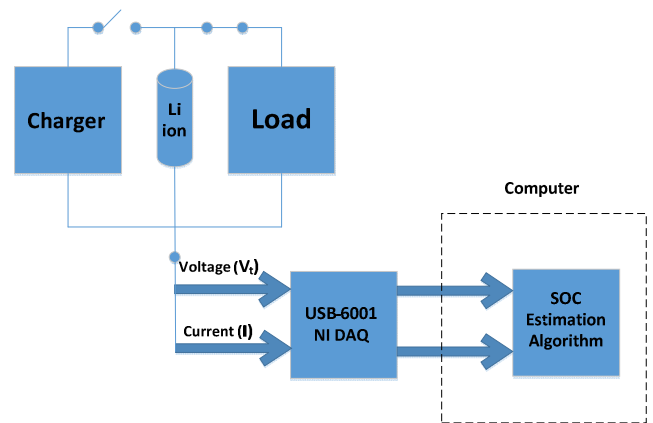 Charger
Li
ion
Load
Computer
Voltage (Vt)
Current (I)
USB-6001
NI DAQ
SOC
Estimation
Algorithm